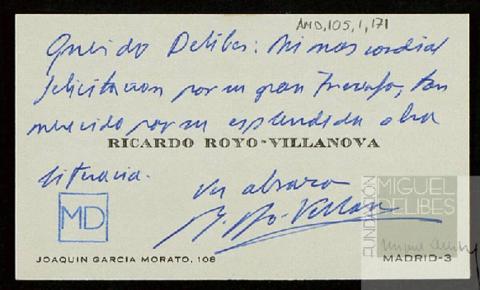 AMD,105,1,171
Querido Delibes: Mi mas cordial
felicitacion por su gran triunfo, tan
merecido por su esplendida obra
RICARDO ROYO-VILLANOVA
literaria.
Un abrazo
MD
R. Royo-Villanova
JOAQUIN GARCIA MORATO, 108
MADRID-3
FUNDACIÓN
MIGUEL
DELIBES